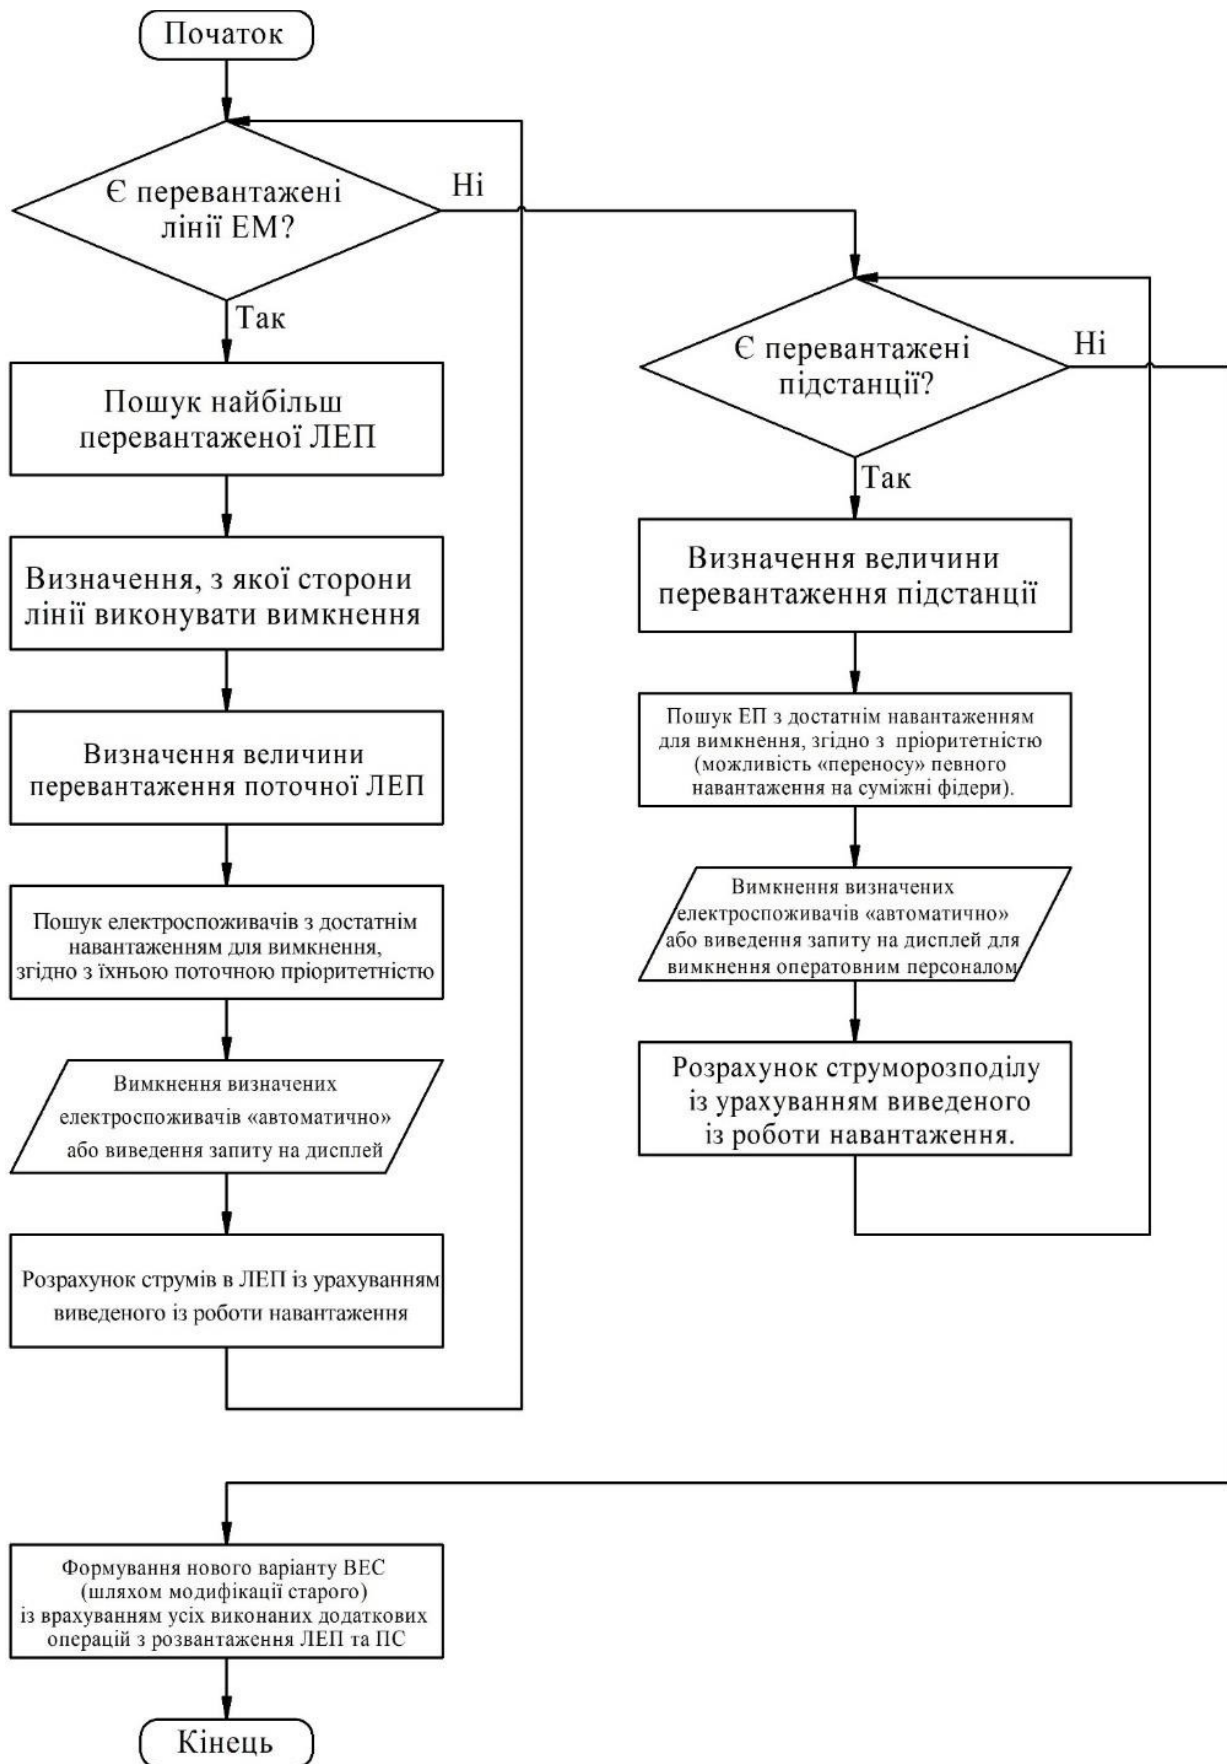 Початок
Є перевантажені
лінії ЕМ?
Ні
Так
Пошук найбільш
перевантаженої ЛЕП
Визначення, з якої сторони
лінії виконувати вимкнення
Визначення величини
перевантаження поточної ЛЕП
Пошук електроспоживачів з достатнім
навантаженням для вимкнення,
згідно з їхньою поточною пріоритетністю
Вимкнення визначених
електроспоживачів «автоматично»
або виведення запиту на дисплей
Розрахунок струмів в ЛЕП із урахуванням
виведеного із роботи навантаження
Є перевантажені
підстанції?
Ні
Так
Визначення величини
перевантаження підстанції
Пошук ЕП з достатнім навантаженням
для вимкнення, згідно з пріоритетністю
(можливість «переносу» певного
навантаження на суміжні фідери).
Вимкнення визначених
електроспоживачів «автоматично»
або виведення запиту на дисплей для
вимкнення оператовним персоналом
Розрахунок струморозподілу
із урахуванням виведеного
із роботи навантаження.
Формування нового варіанту ВЕС
(шляхом модифікації старого)
із врахуванням усіх виконаних додаткових
операцій з розвантаження ЛЕП та ПС
Кінець